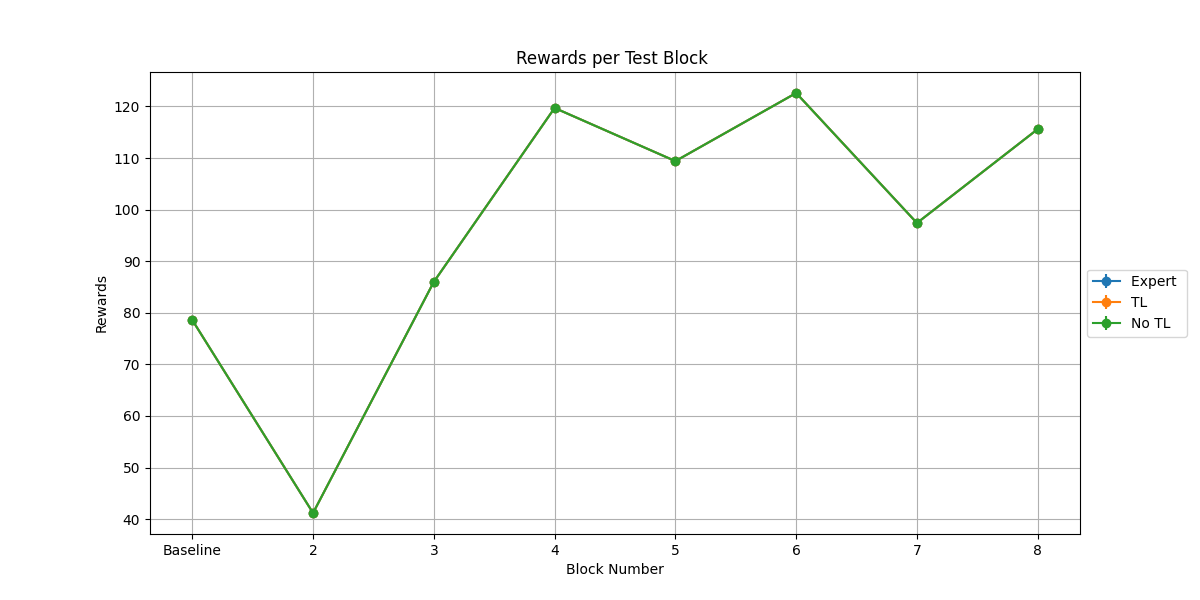 Rewards per Test Block
Rewards
120
110
100
90
80
70
60
50
40
Baseline 2 3 4 5 6 7 8
Block Number
Expert
TL
No TL